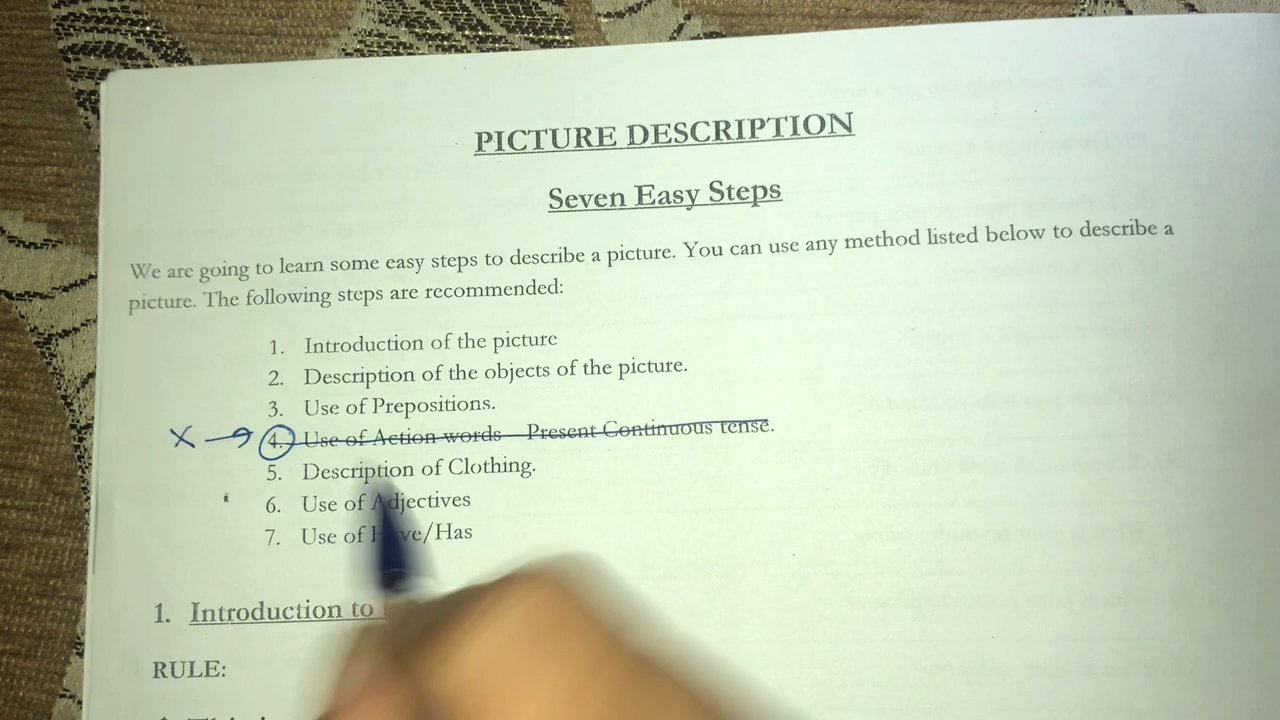 PICTURE DESCRIPTION
Seven Easy Steps
We are going to learn some easy steps to describe a picture. You can use any method listed below to describe a
picture. The following steps are recommended:
1. Introduction of the picture
2. Description of the objects of the picture.
3. Use of Prepositions.
X → 4. Use of Action words Present Continuous tense.
5. Description of Clothing.
6. Use of Adjectives
7. Use of Have/Has
1. Introduction to
RULE: